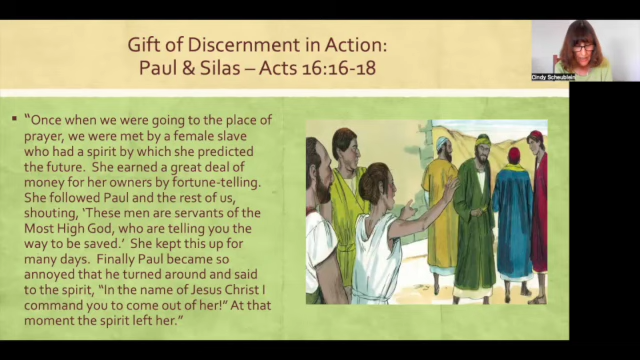 Gift of Discernment in Action:
Paul & Silas – Acts 16:16-18
Cindy Scheublein
▪ "Once when we were going to the place of
prayer, we were met by a female slave
who had a spirit by which she predicted
the future. She earned a great deal of
money for her owners by fortune-telling.
She followed Paul and the rest of us,
shouting, 'These men are servants of the
Most High God, who are telling you the
way to be saved.' She kept this up for
many days. Finally Paul became so
annoyed that he turned around and said
to the spirit, "In the name of Jesus Christ I
command you to come out of her!" At that
moment the spirit left her."